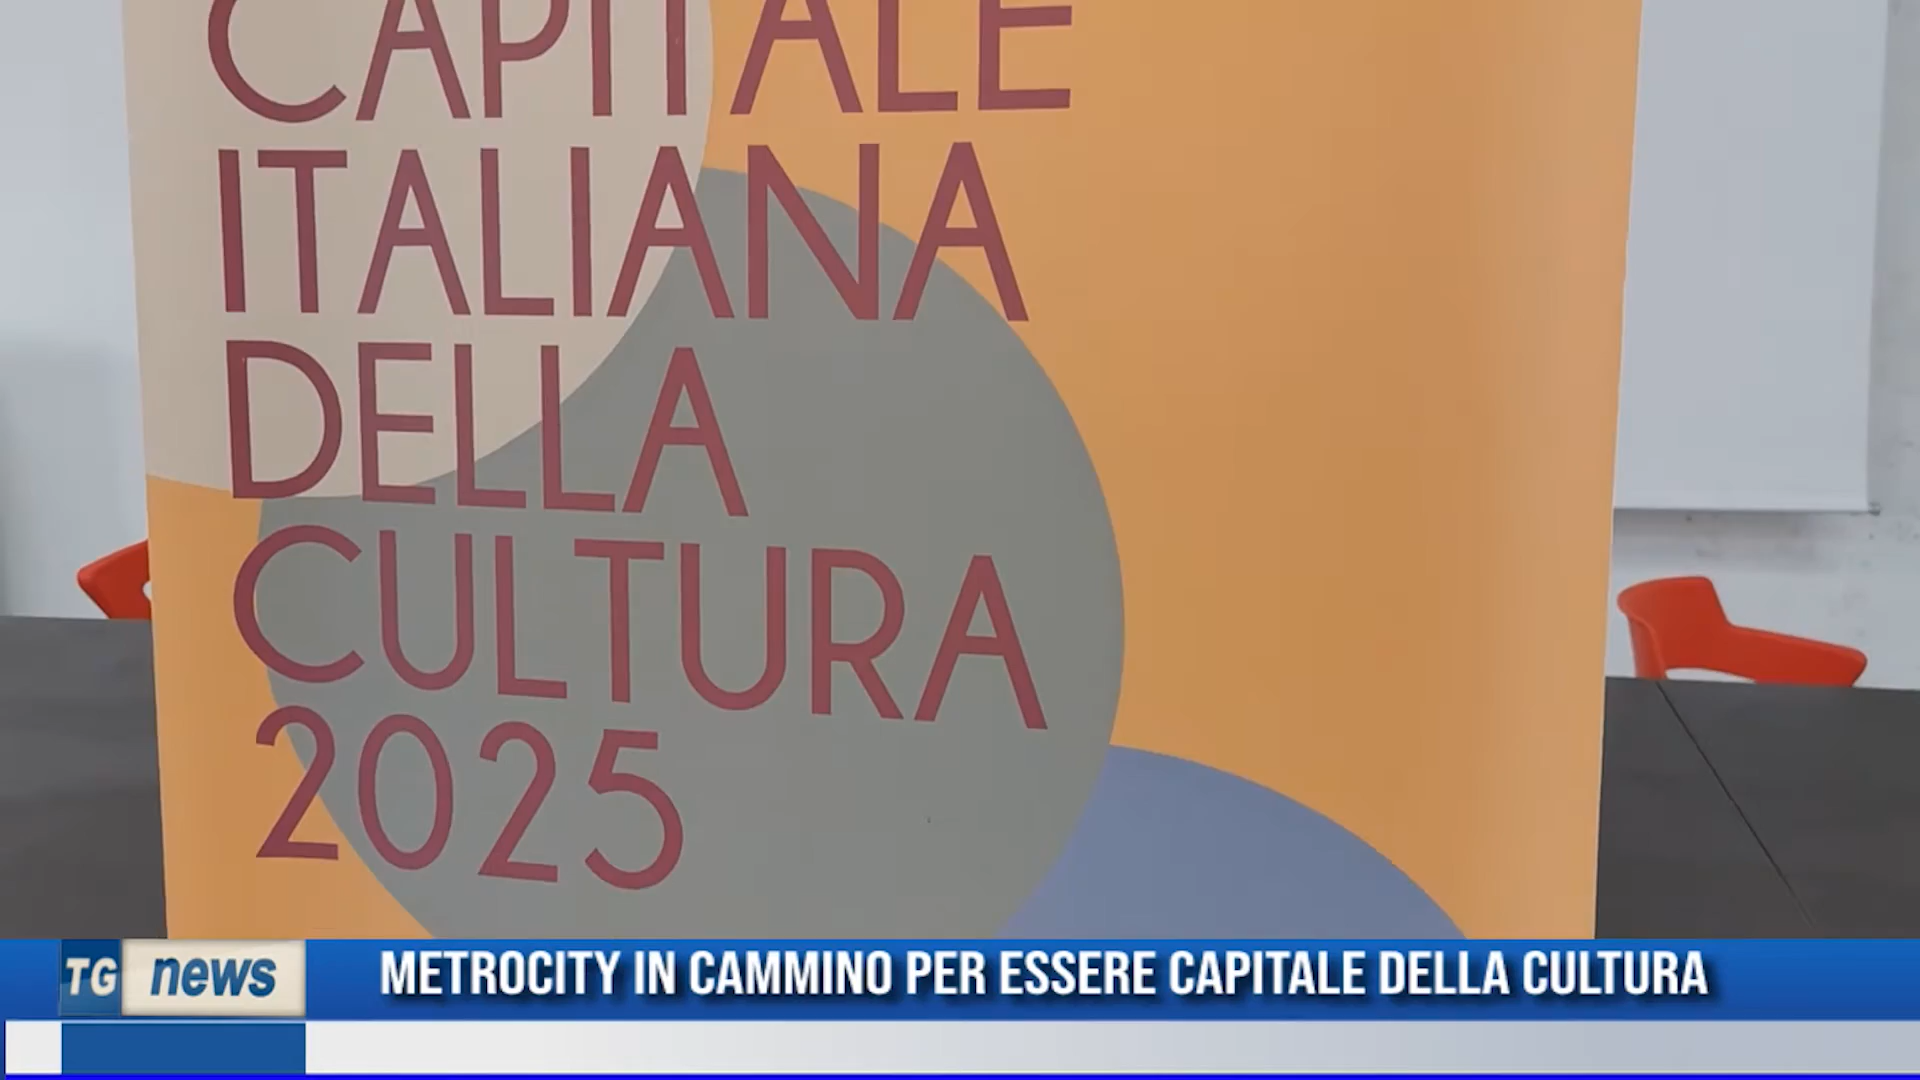 CAPITALE
ITALIANA
DELLA
CULTURA
2025
TG news
METROCITY IN CAMMINO PER ESSERE CAPITALE DELLA CULTURA